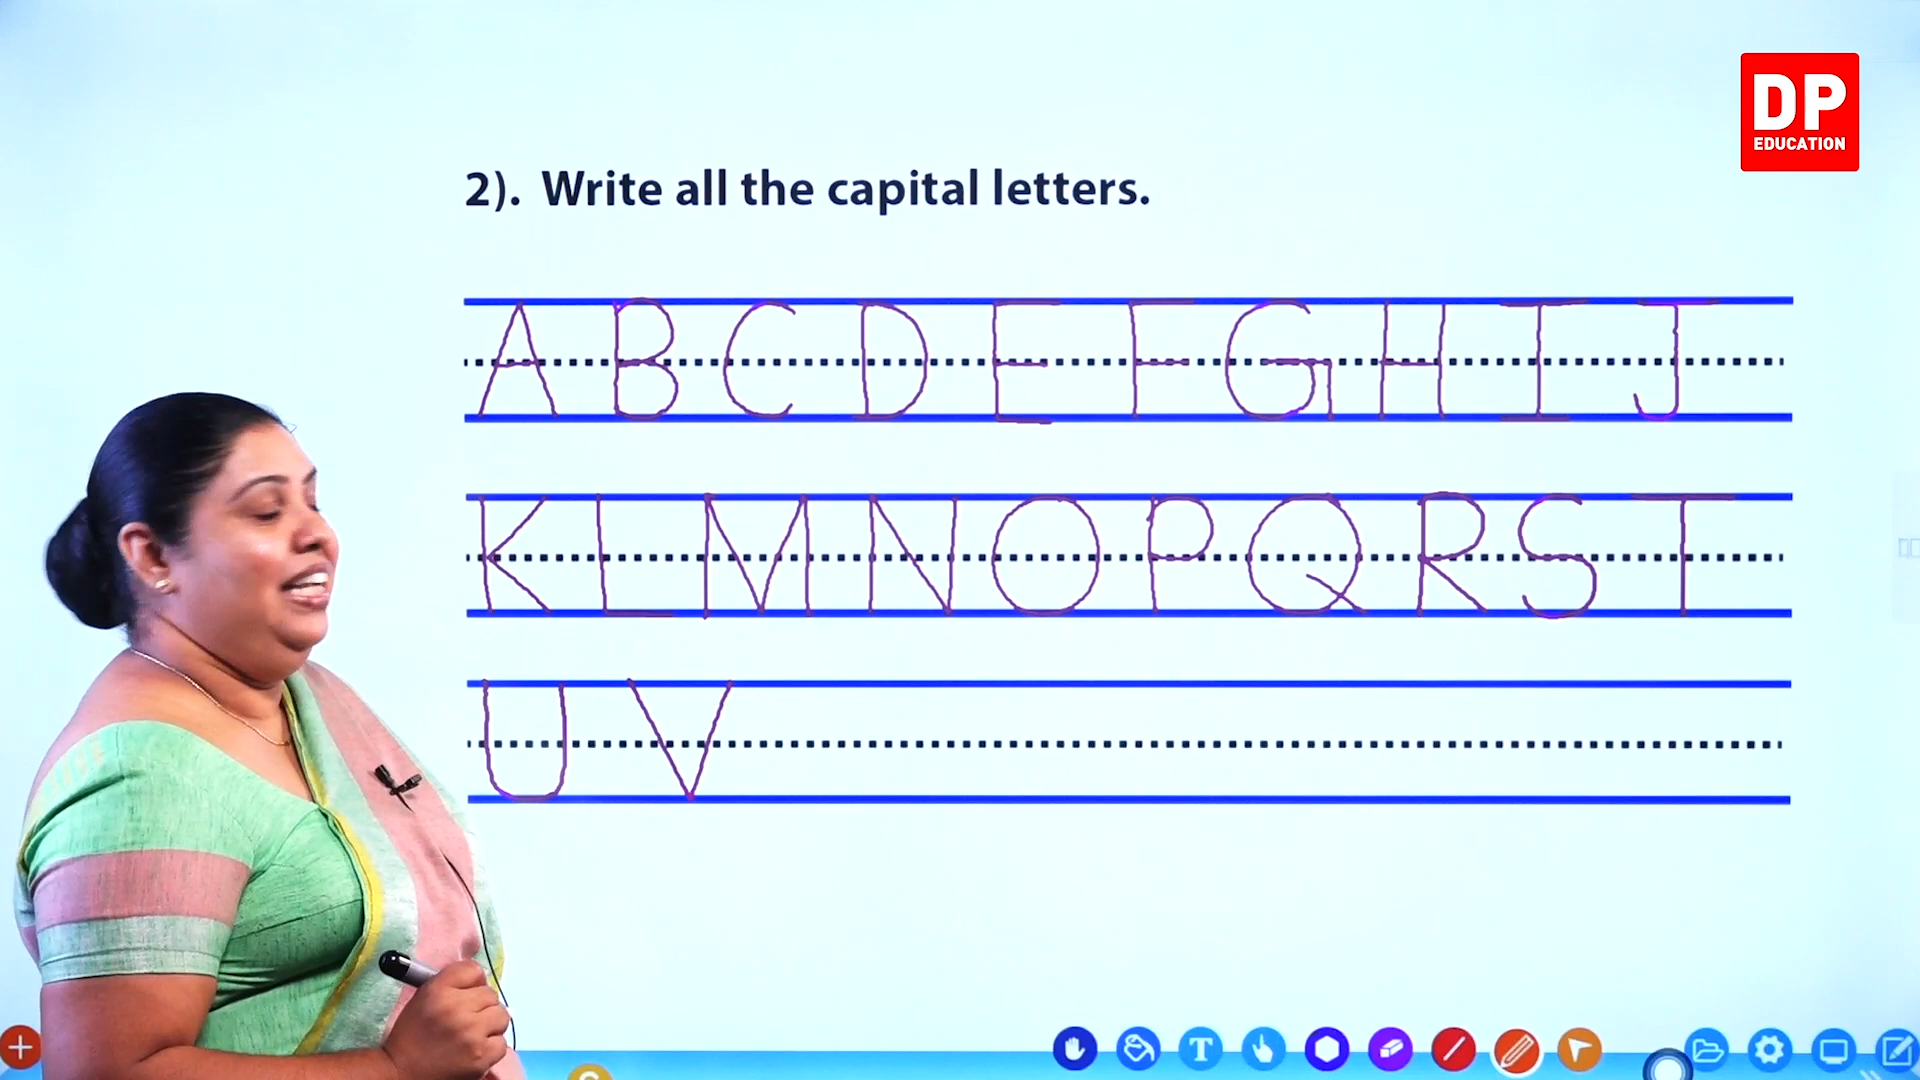 DP
EDUCATION
2). Write all the capital letters.
A B C D E F G H I J
K L M N O P Q R S T
U V